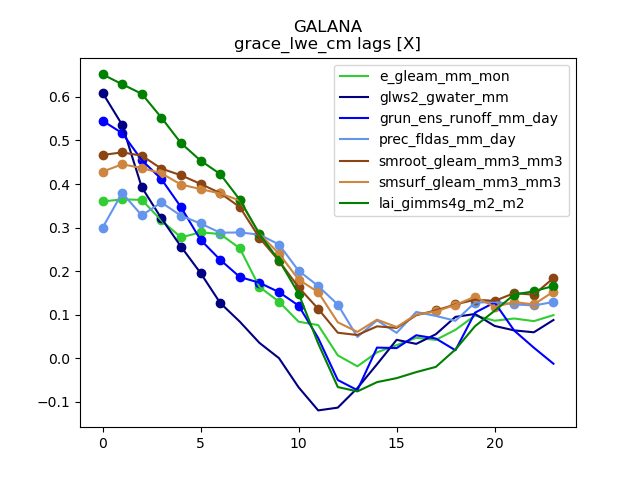 GALANA
grace_lwe_cm lags [X]
e_gleam_mm_mon
glws2_gwater_mm
grun_ens_runoff_mm_day
prec_fldas_mm_day
smroot_gleam_mm3_mm3
smsurf_gleam_mm3_mm3
lai_gimms4g_m2_m2
0.6
0.5
0.4
0.3
0.2
0.1
0.0
−0.1
0 5 10 15 20